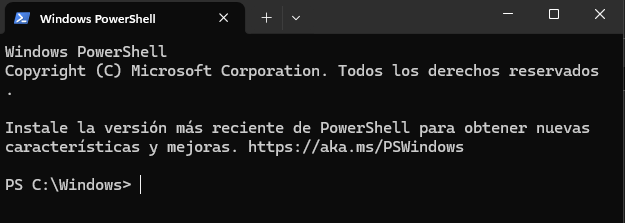 Windows PowerShell
Windows PowerShell
Copyright (C) Microsoft Corporation. Todos los derechos reservados
.
Instale la versión más reciente de PowerShell para obtener nuevas
características y mejoras. https://aka.ms/PSWindows
PS C:\Windows>